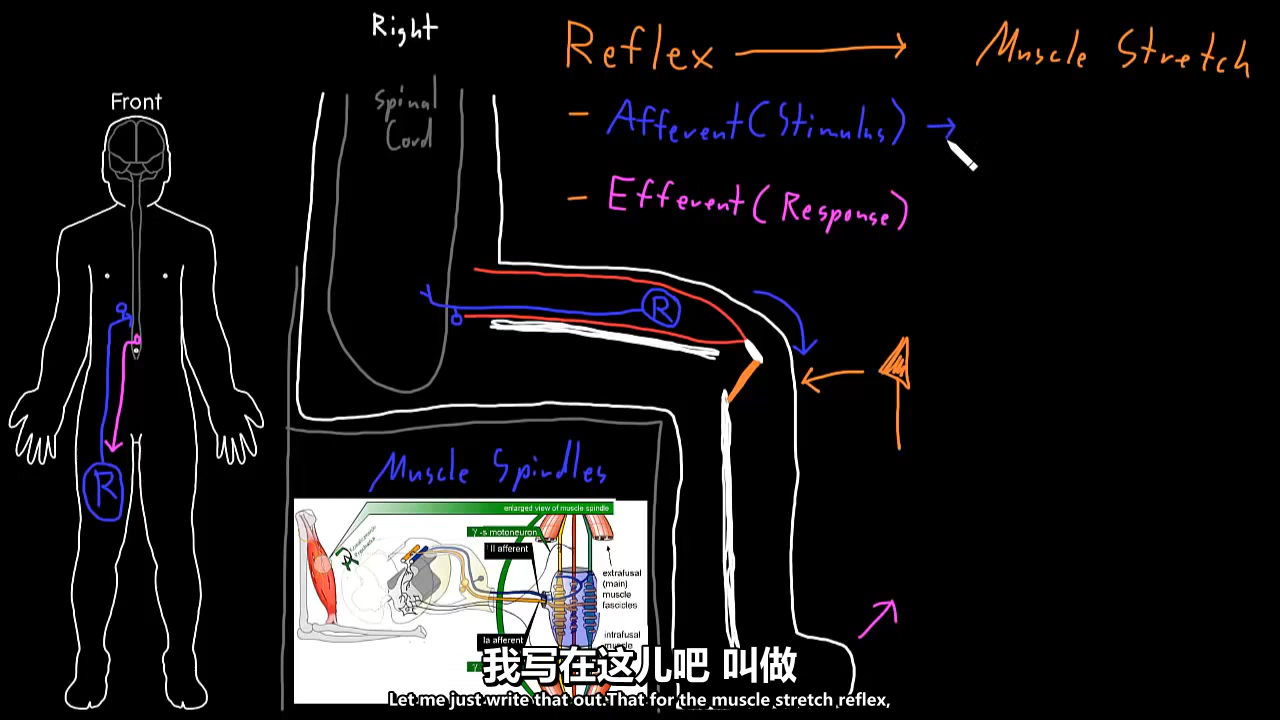 Right
Reflex → Muscle Stretch
Front
Spinal
Cord
- Afferent (Stimulus) →
- Efferent (Response)
R
R
Muscle Spindles
enlarged view of muscle spindle
γ -s motoneuron
II afferent
extrafusal
(main)
muscle
fascicles
Ia afferent
intrafusal
muscle
我写在这儿吧 叫做
Let me just write that out.That for the muscle stretch reflex,